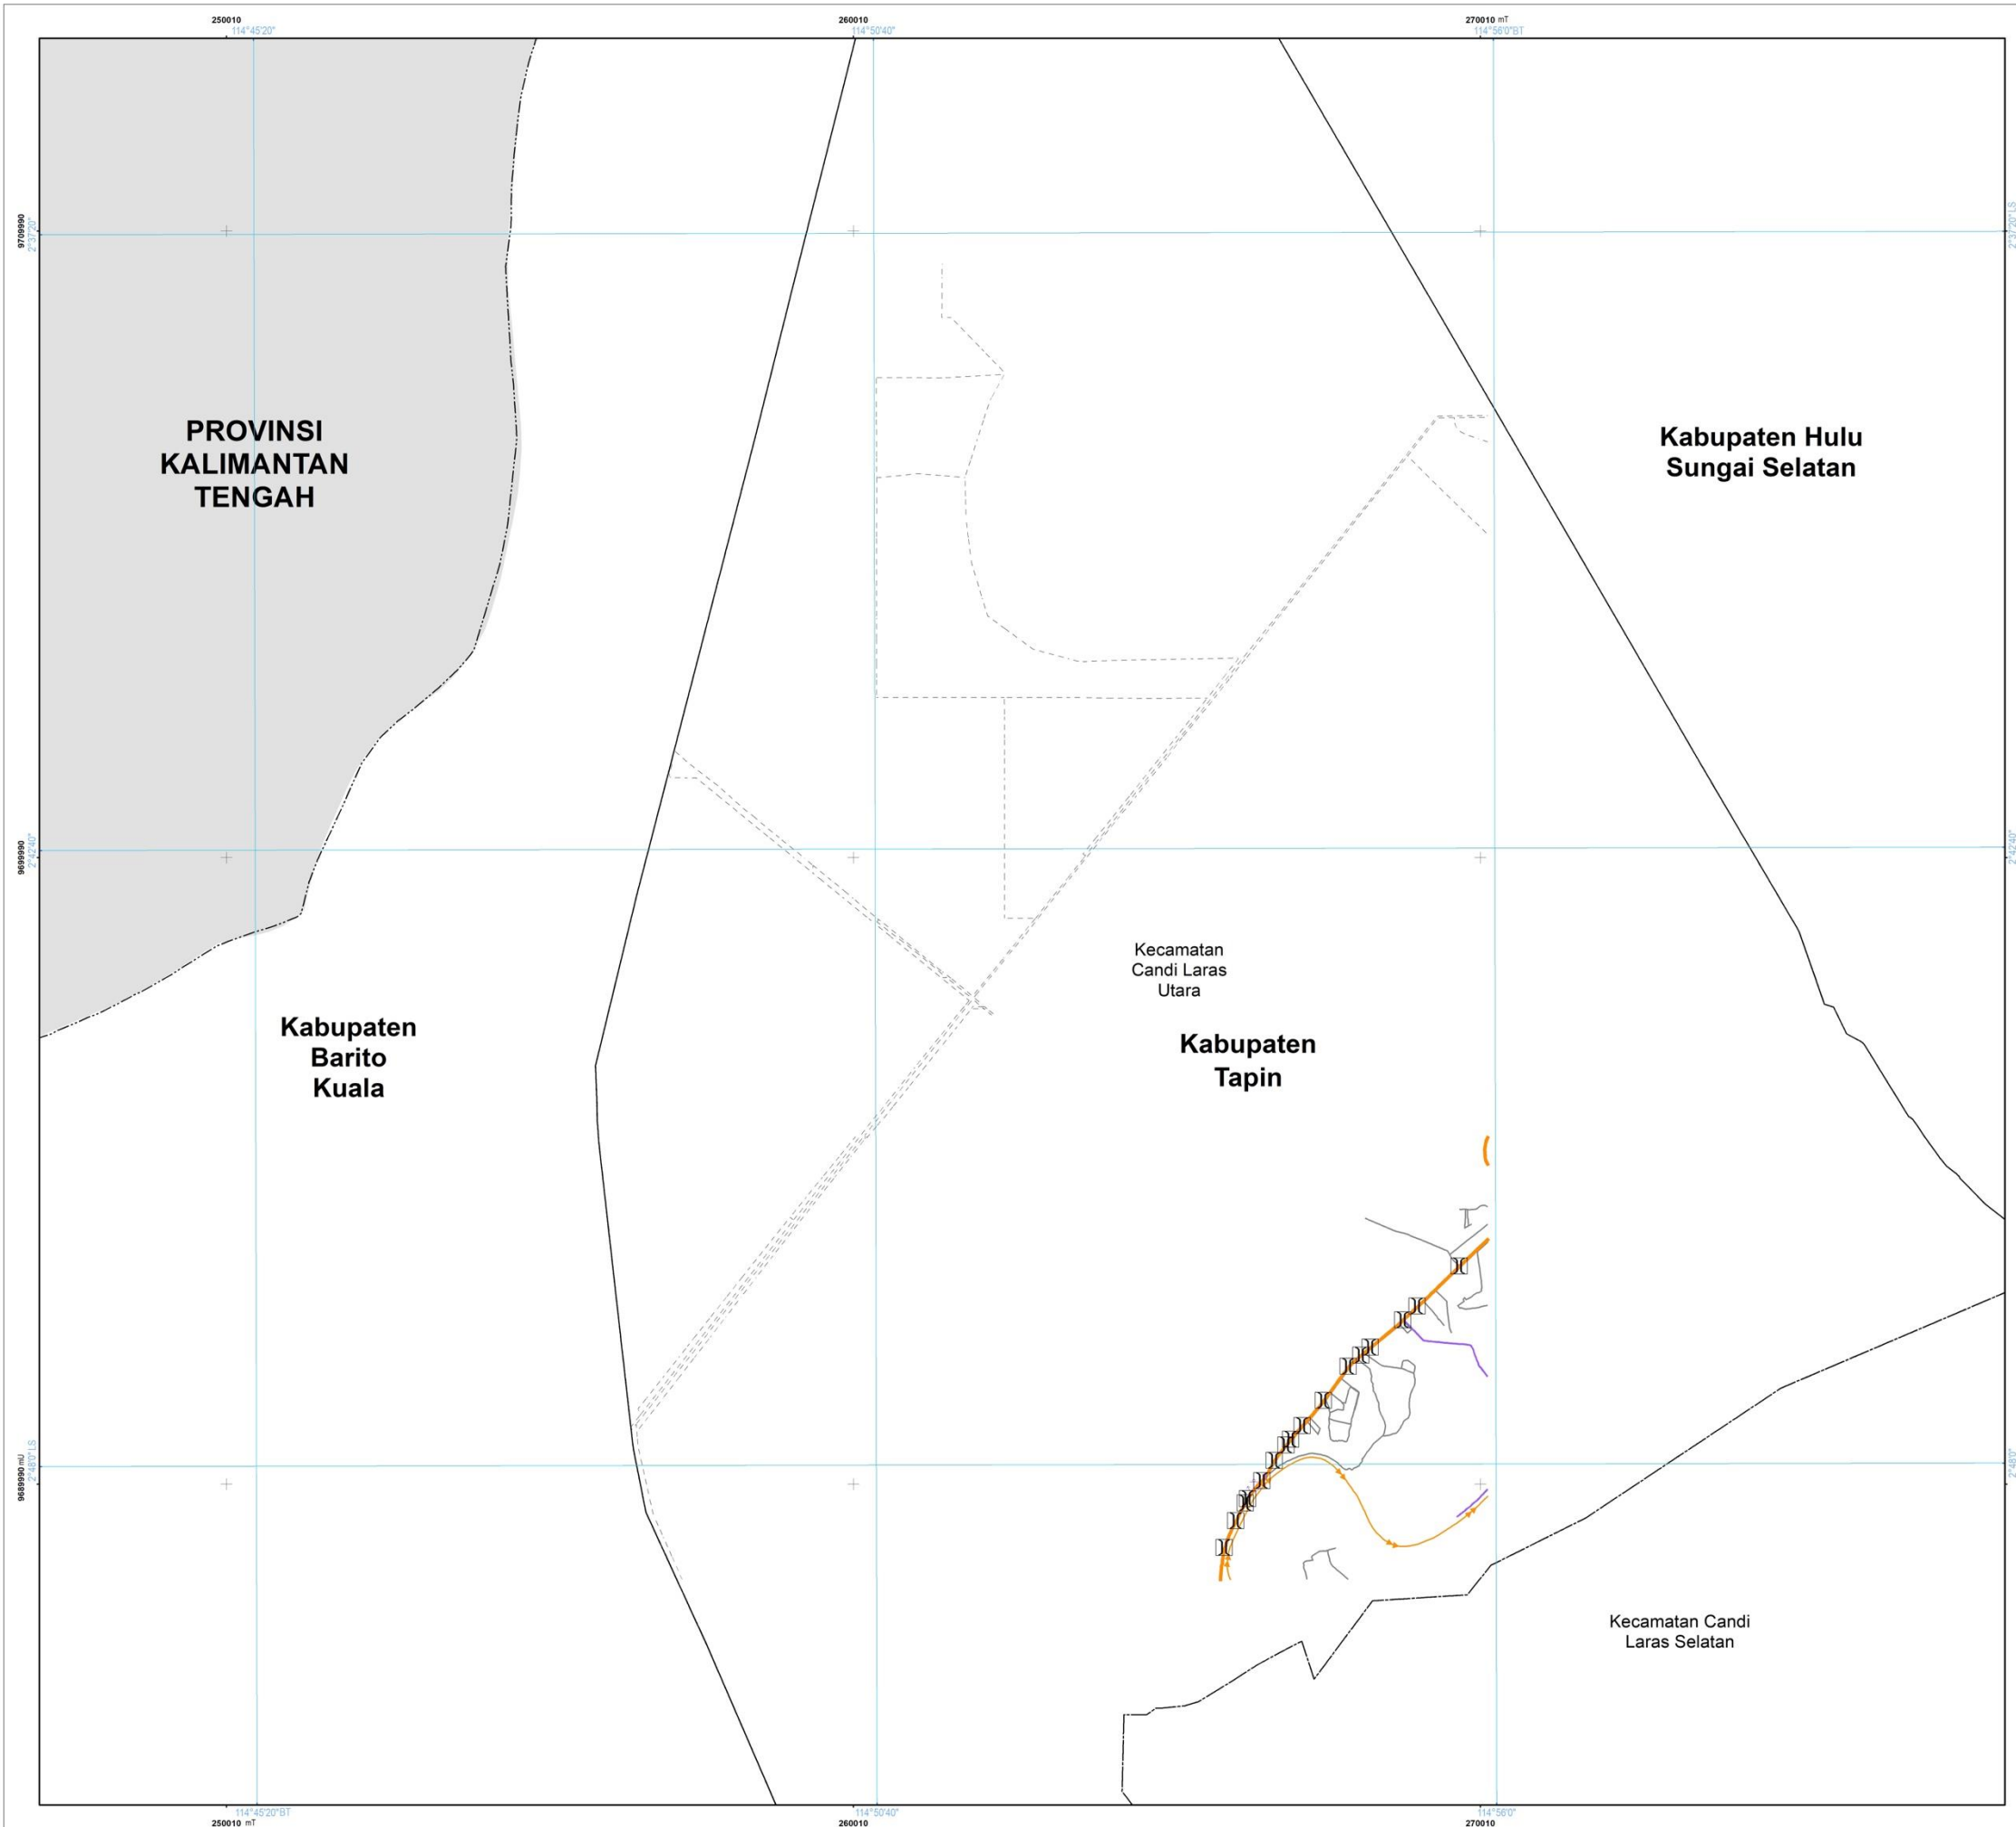 250010
260010
270010 mT
114°45'20"
114°50'40"
114°56'0"BT
9709990
2°37'20"
2°37'20"LS
PROVINSI
KALIMANTAN
TENGAH
Kabupaten Hulu
Sungai Selatan
9699990
2°42'40"
2°42'40"
Kecamatan
Candi Laras
Utara
Kabupaten
Barito
Kuala
Kabupaten
Tapin
9689990 mU
2°48'0"LS
2°48'0"
Kecamatan Candi
Laras Selatan
114°45'20"BT
114°50'40"
114°56'0"
250010 mT
260010
270010